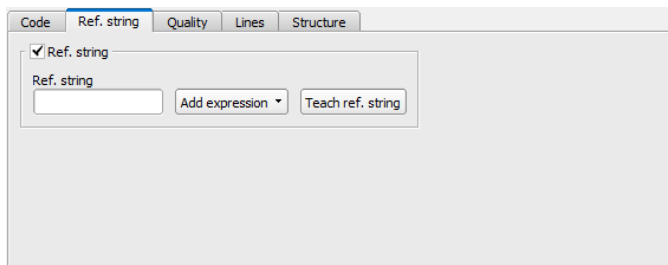 Code Ref. string Quality Lines Structure
Ref. string
Ref. string
Add expression Teach ref. string